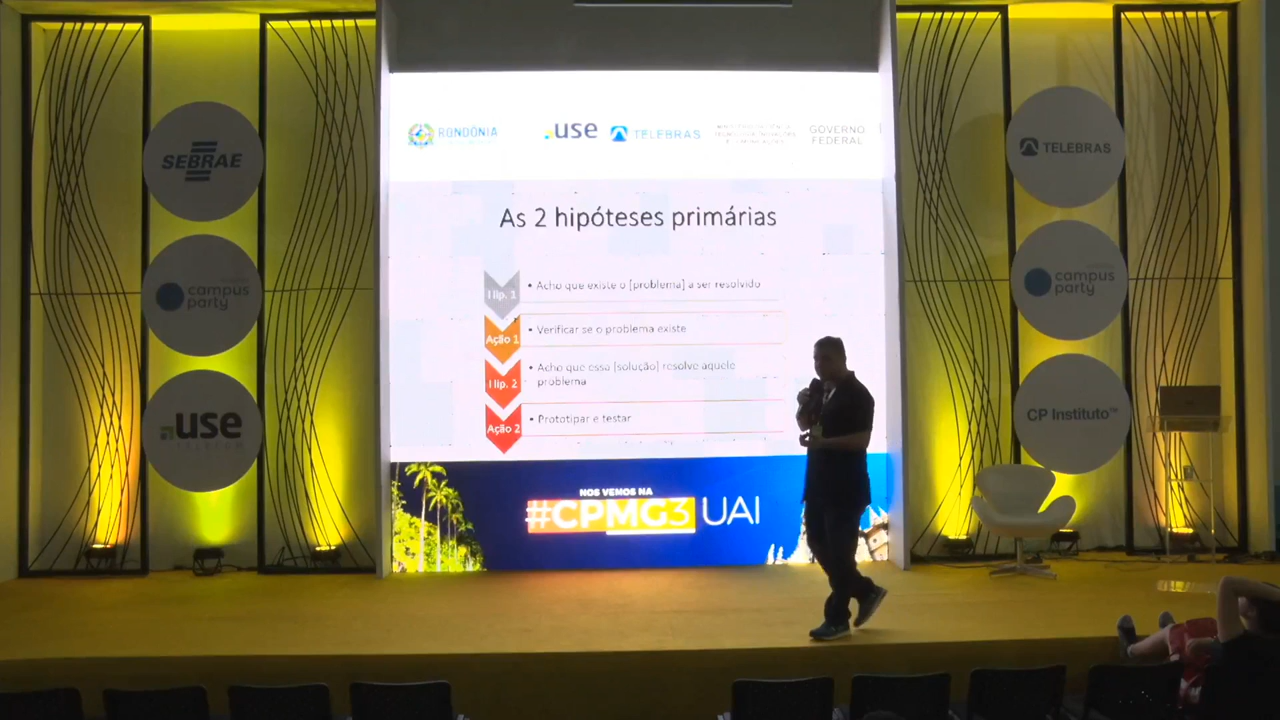 RONDÔNIA
use
TELEBRAS
GOVERNO
FEDERAL
SEBRAE
campus
party
use
TELECOM
As 2 hipóteses primárias
Hip. 1
• Acho que existe o [problema] a ser resolvido
Ação 1
• Verificar se o problema existe
Hip. 2
• Acho que essa [solução] resolve aquele
problema
Ação 2
• Prototipar e testar
NOS VEMOS NA
#CPMG3 UAI
TELEBRAS
campus
party
CP Instituto